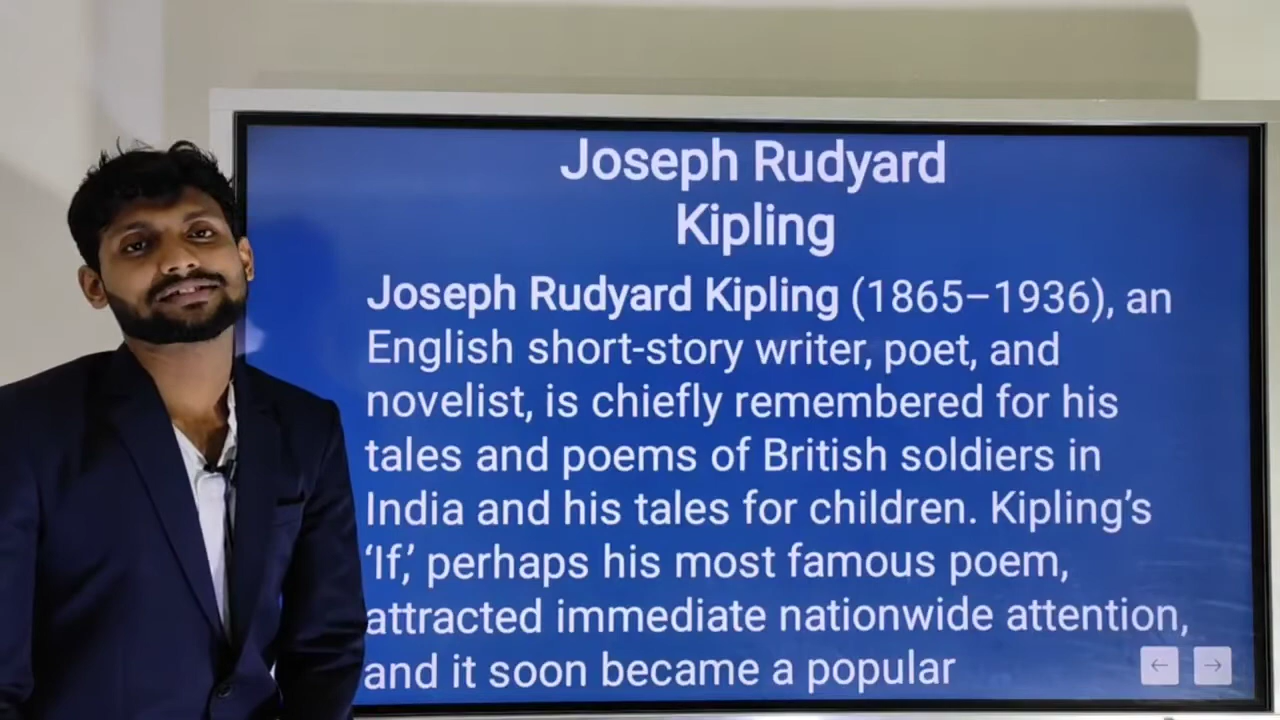 Joseph Rudyard
Kipling
Joseph Rudyard Kipling (1865–1936), an
English short-story writer, poet, and
novelist, is chiefly remembered for his
tales and poems of British soldiers in
India and his tales for children. Kipling’s
‘If,’ perhaps his most famous poem,
attracted immediate nationwide attention,
and it soon became a popular